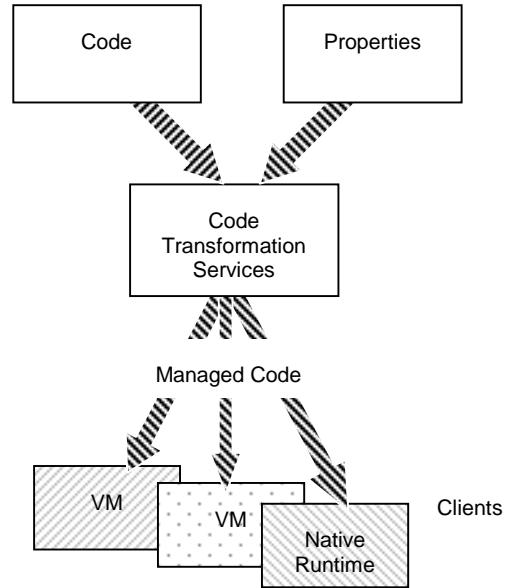 Code
Properties
Code
Transformation
Services
Managed Code
VM
VM
Clients
Native
Runtime